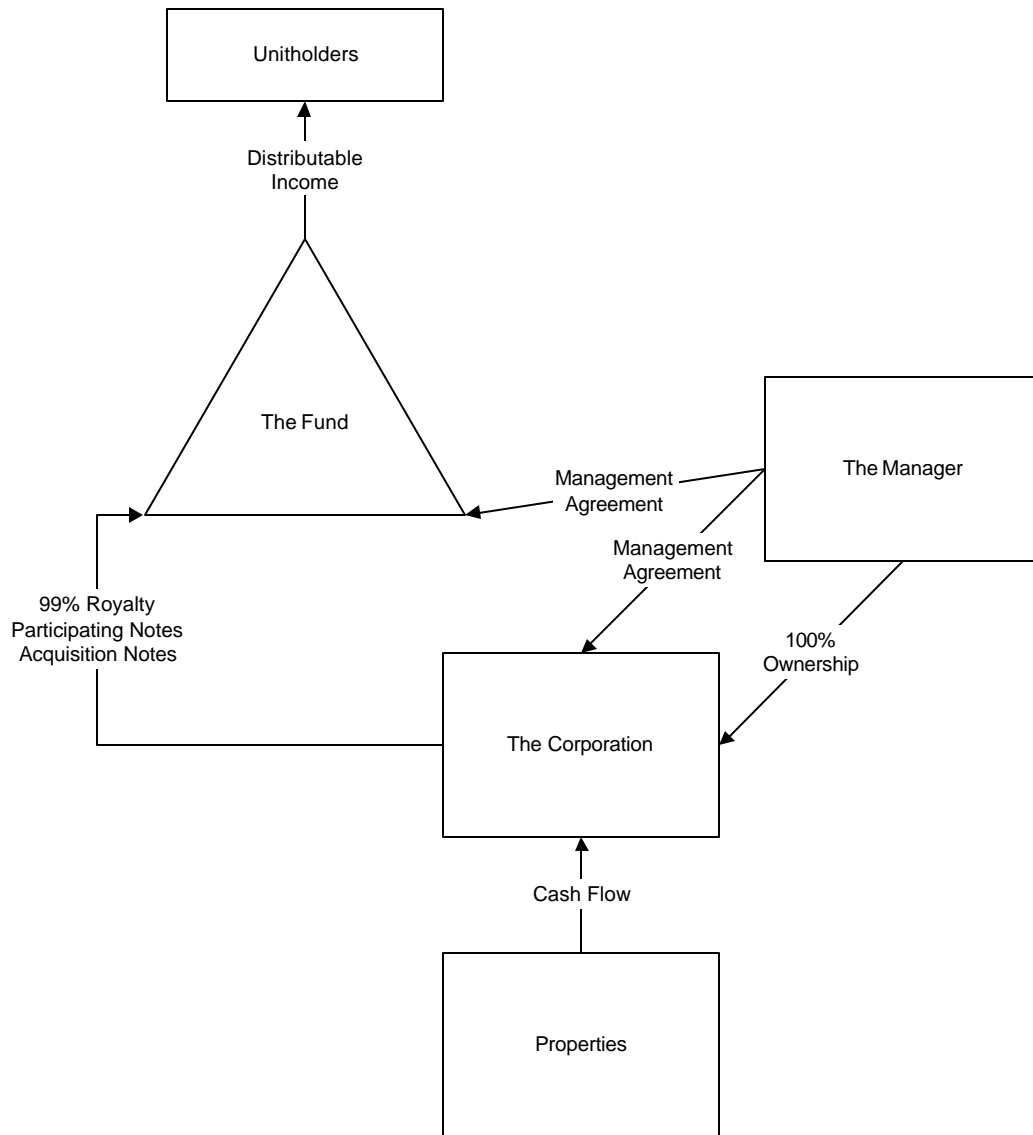 Unitholders
Distributable
Income
The Fund
The Manager
Management
Agreement
Management
Agreement
99% Royalty
Participating Notes
Acquisition Notes
100%
Ownership
The Corporation
Cash Flow
Properties